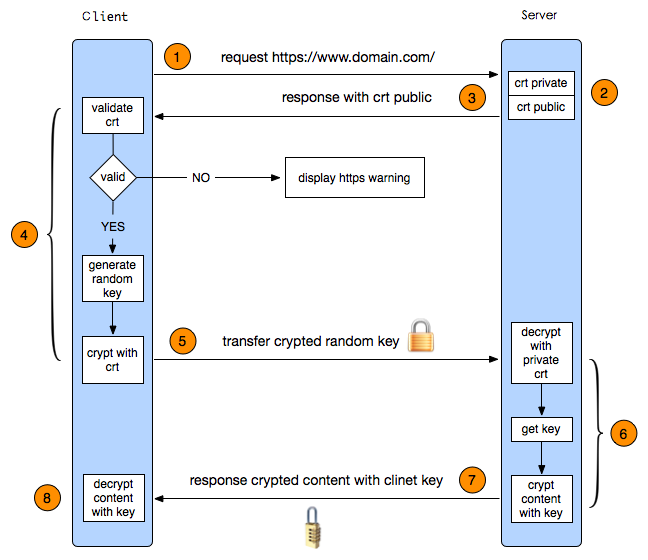 Client
Server
1
request https://www.domain.com/
crt private
crt public
2
response with crt public
3
validate
crt
valid
NO
display https warning
YES
4
generate
random
key
crypt with
crt
5
transfer crypted random key
decrypt
with
private
crt
get key
6
crypt
content
with key
response crypted content with clinet key
7
8
decrypt
content
with key